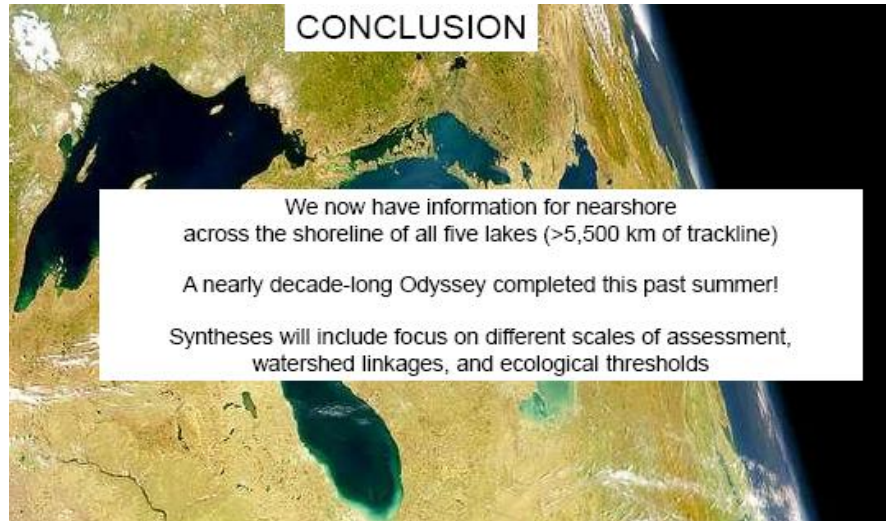 CONCLUSION
We now have information for nearshore
across the shoreline of all five lakes (>5,500 km of trackline)
A nearly decade-long Odyssey completed this past summer!
Syntheses will include focus on different scales of assessment,
watershed linkages, and ecological thresholds